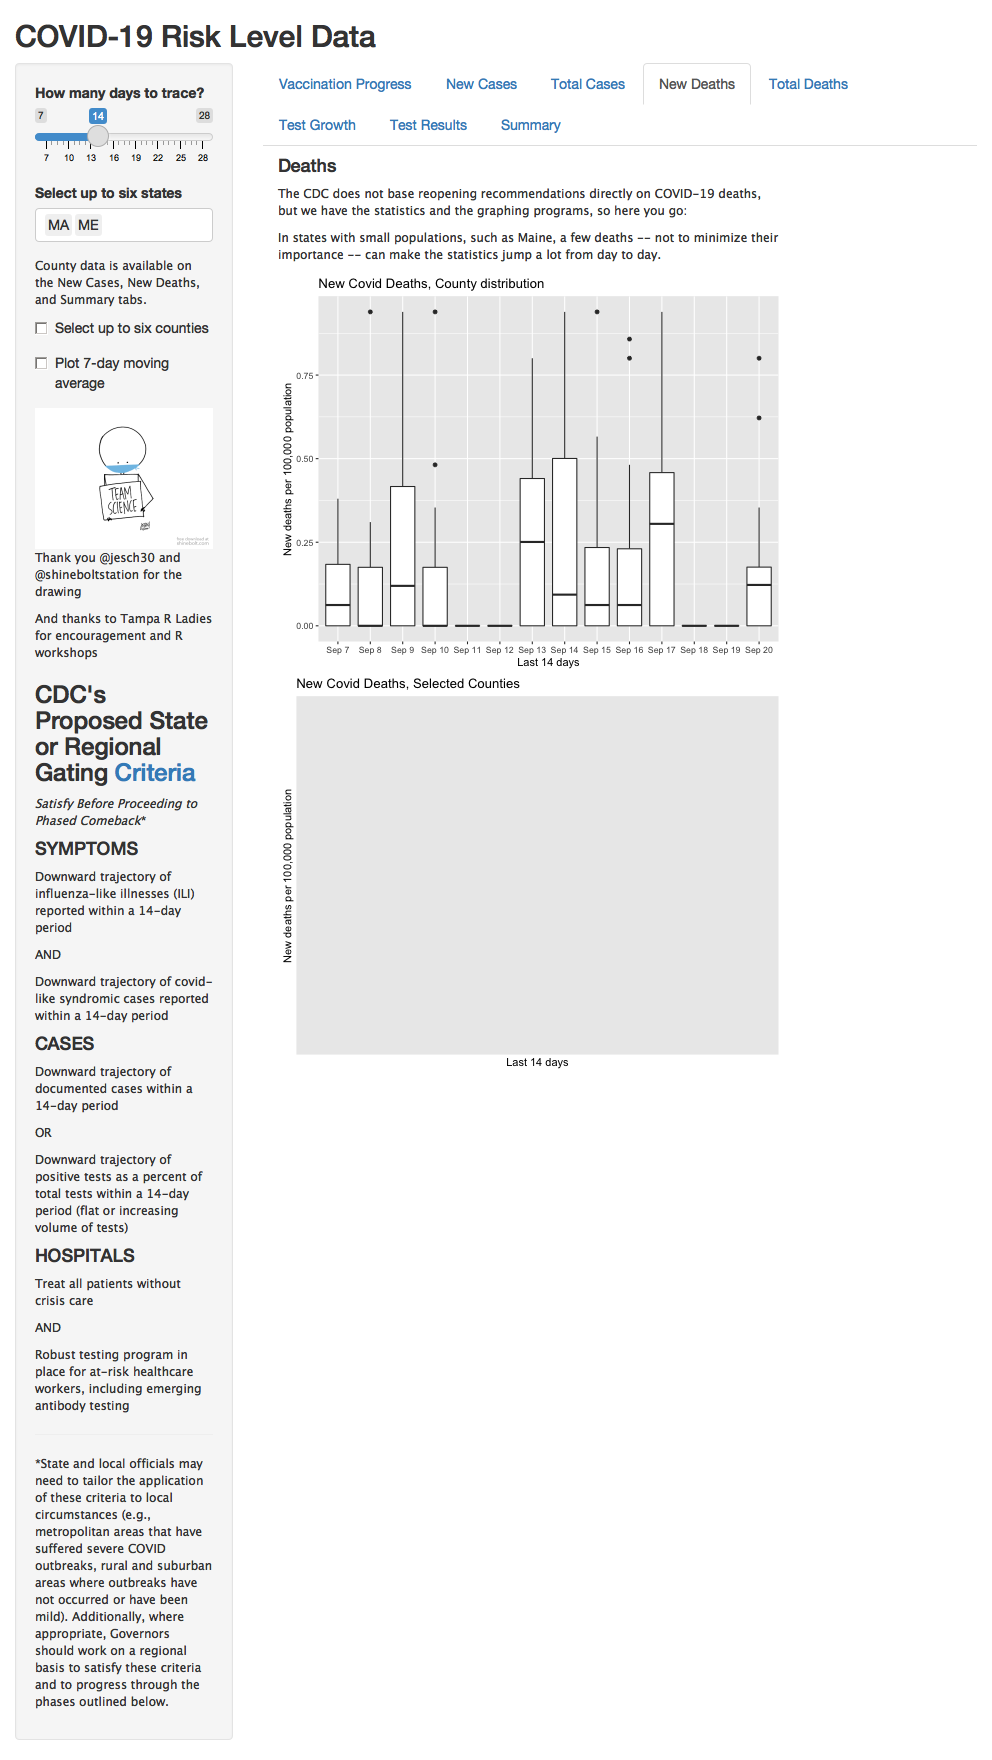 COVID-19 Risk Level Data
How many days to trace?
7 14 28
7 10 13 16 19 22 25 28
Select up to six states
MA ME
County data is available on
the New Cases, New Deaths,
and Summary tabs.
Select up to six counties
Plot 7-day moving
average
TEAM
SCIENCE
free download at
shinebolt.com
Thank you @jesch30 and
@shineboltstation for the
drawing
And thanks to Tampa R Ladies
for encouragement and R
workshops
CDC's
Proposed State
or Regional
Gating Criteria
Satisfy Before Proceeding to
Phased Comeback*
SYMPTOMS
Downward trajectory of
influenza-like illnesses (ILI)
reported within a 14-day
period
AND
Downward trajectory of covid-
like syndromic cases reported
within a 14-day period
CASES
Downward trajectory of
documented cases within a
14-day period
OR
Downward trajectory of
positive tests as a percent of
total tests within a 14-day
period (flat or increasing
volume of tests)
HOSPITALS
Treat all patients without
crisis care
AND
Robust testing program in
place for at-risk healthcare
workers, including emerging
antibody testing
*State and local officials may
need to tailor the application
of these criteria to local
circumstances (e.g.,
metropolitan areas that have
suffered severe COVID
outbreaks, rural and suburban
areas where outbreaks have
not occurred or have been
mild). Additionally, where
appropriate, Governors
should work on a regional
basis to satisfy these criteria
and to progress through the
phases outlined below.
Vaccination Progress New Cases Total Cases New Deaths Total Deaths
Test Growth Test Results Summary
Deaths
The CDC does not base reopening recommendations directly on COVID-19 deaths,
but we have the statistics and the graphing programs, so here you go:
In states with small populations, such as Maine, a few deaths -- not to minimize their
importance -- can make the statistics jump a lot from day to day.
New Covid Deaths, County distribution
New deaths per 100,000 population
0.75
0.50
0.25
0.00
Sep 7 Sep 8 Sep 9 Sep 10 Sep 11 Sep 12 Sep 13 Sep 14 Sep 15 Sep 16 Sep 17 Sep 18 Sep 19 Sep 20
Last 14 days
New Covid Deaths, Selected Counties
New deaths per 100,000 population
Last 14 days